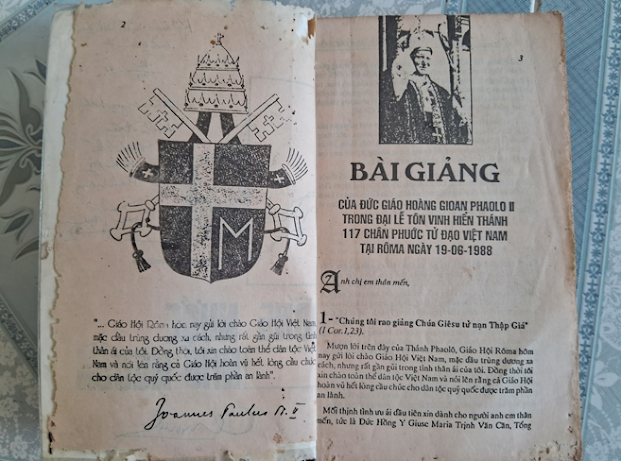 2
"... Giáo Hội Rôma hôm nay gửi lời chào Giáo Hội Việt Nam,
mặc dầu trùng dương xa cách, nhưng rất gần gũi trong tình
thân ái của tôi. Đồng thời, tôi xin chào toàn thể dân tộc Việt
Nam và nói lên rằng cả Giáo Hội hoàn vũ hết lòng cầu chúc
cho dân tộc quý quốc được trăm phần an lành".
Joannes Paulus P.P. II
3
BÀI GIẢNG
CỦA ĐỨC GIÁO HOÀNG GIOAN PHAOLO II
TRONG ĐẠI LỄ TÔN VINH HIỂN THÁNH
117 CHÂN PHƯỚC TỬ ĐẠO VIỆT NAM
TẠI RÔMA NGÀY 19-06-1988
Anh chị em thân mến,
1- "Chúng tôi rao giảng Chúa Giêsu tử nạn Thập Giá"
(I Cor.1,23).
Mượn lời trên đây của Thánh Phaolô, Giáo Hội Rôma hôm
nay gửi lời chào Giáo Hội Việt Nam, mặc dầu trùng dương xa
cách, nhưng rất gần gũi trong tình thân ái của tôi. Đồng thời tôi
xin chào toàn thể dân tộc Việt Nam và nói lên rằng cả Giáo Hội
hoàn vũ hết lòng cầu chúc cho dân tộc quý quốc được trăm phần
an lành.
Mối thịnh tình ưu ái đầu tiên xin dành cho người anh em thân
mến, tức là Đức Hồng Y Giuse Maria Trịnh Văn Căn, Tổng